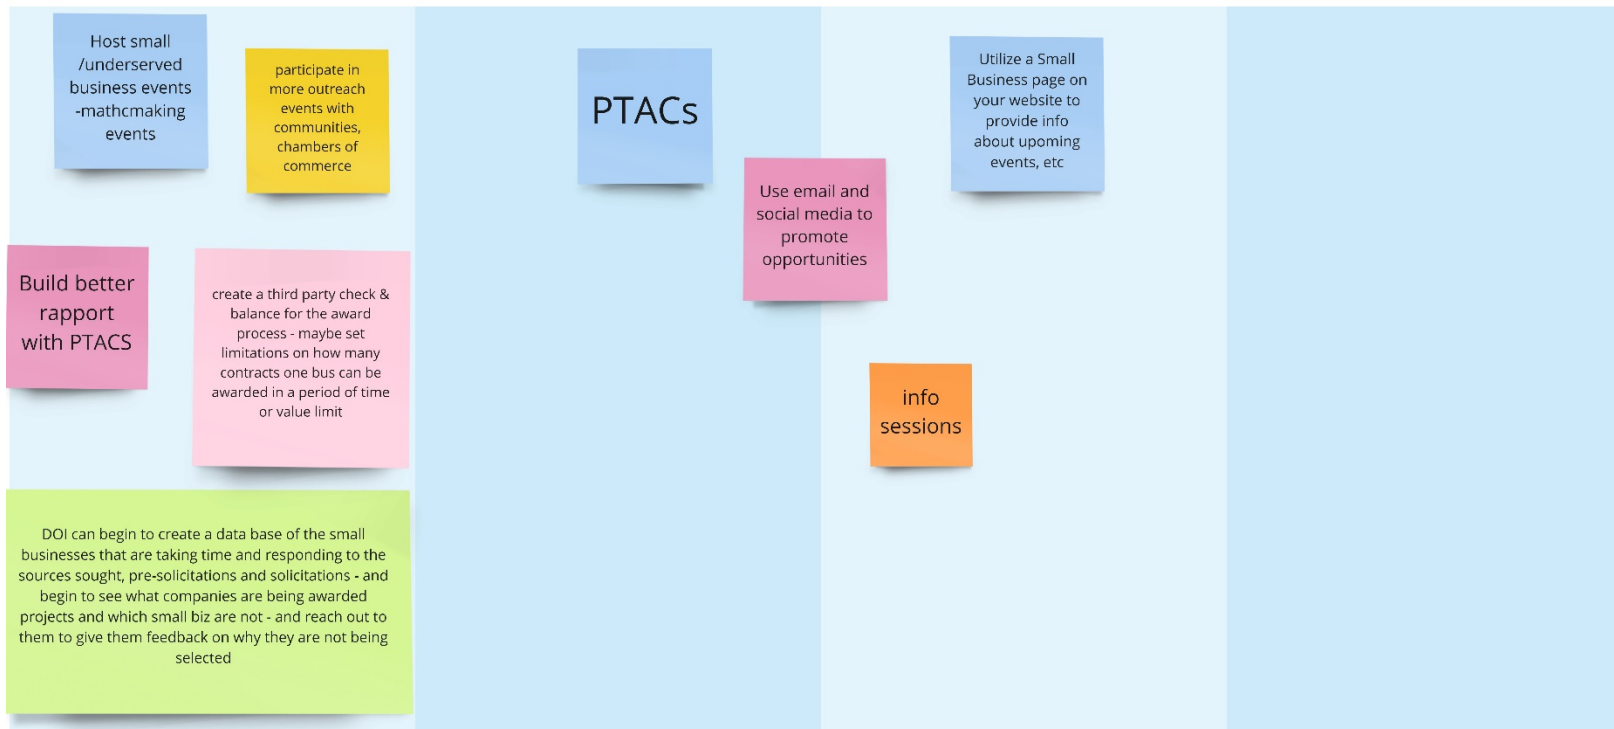 Host small
/underserved
business events
-mathcmaking
events
participate in
more outreach
events with
communities,
chambers of
commerce
Build better
rapport
with PTACS
create a third party check &
balance for the award
process - maybe set
limitations on how many
contracts one bus can be
awarded in a period of time
or value limit
DOI can begin to create a data base of the small
businesses that are taking time and responding to the
sources sought, pre-solicitations and solicitations - and
begin to see what companies are being awarded
projects and which small biz are not - and reach out to
them to give them feedback on why they are not being
selected
PTACs
Use email and
social media to
promote
opportunities
Utilize a Small
Business page on
your website to
provide info
about upoming
events, etc
info
sessions